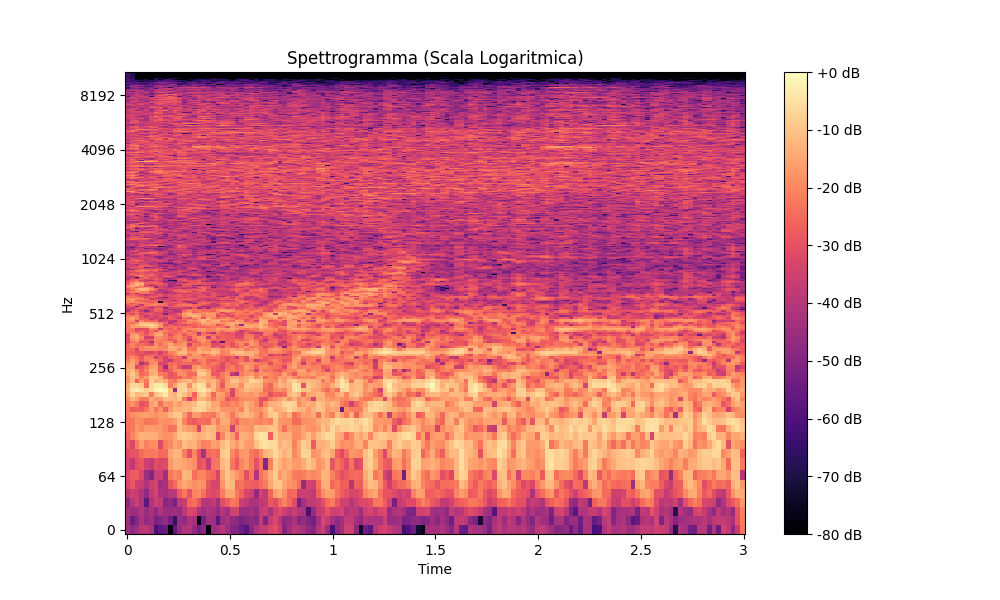 Spettrogramma (Scala Logaritmica)
Hz
8192
4096
2048
1024
512
256
128
64
0
0
0.5
1
1.5
2
2.5
3
Time
+0 dB
-10 dB
-20 dB
-30 dB
-40 dB
-50 dB
-60 dB
-70 dB
-80 dB